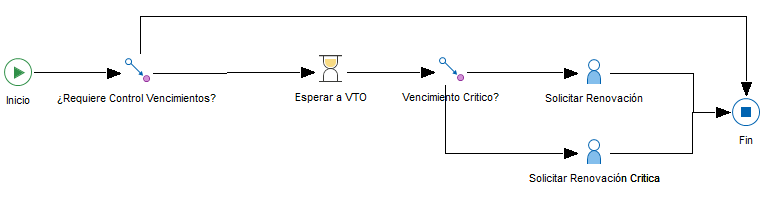 Inicio
¿Requiere Control Vencimientos?
Esperar a VTO
Vencimiento Critico?
Solicitar Renovación
Fin
Solicitar Renovación Critica